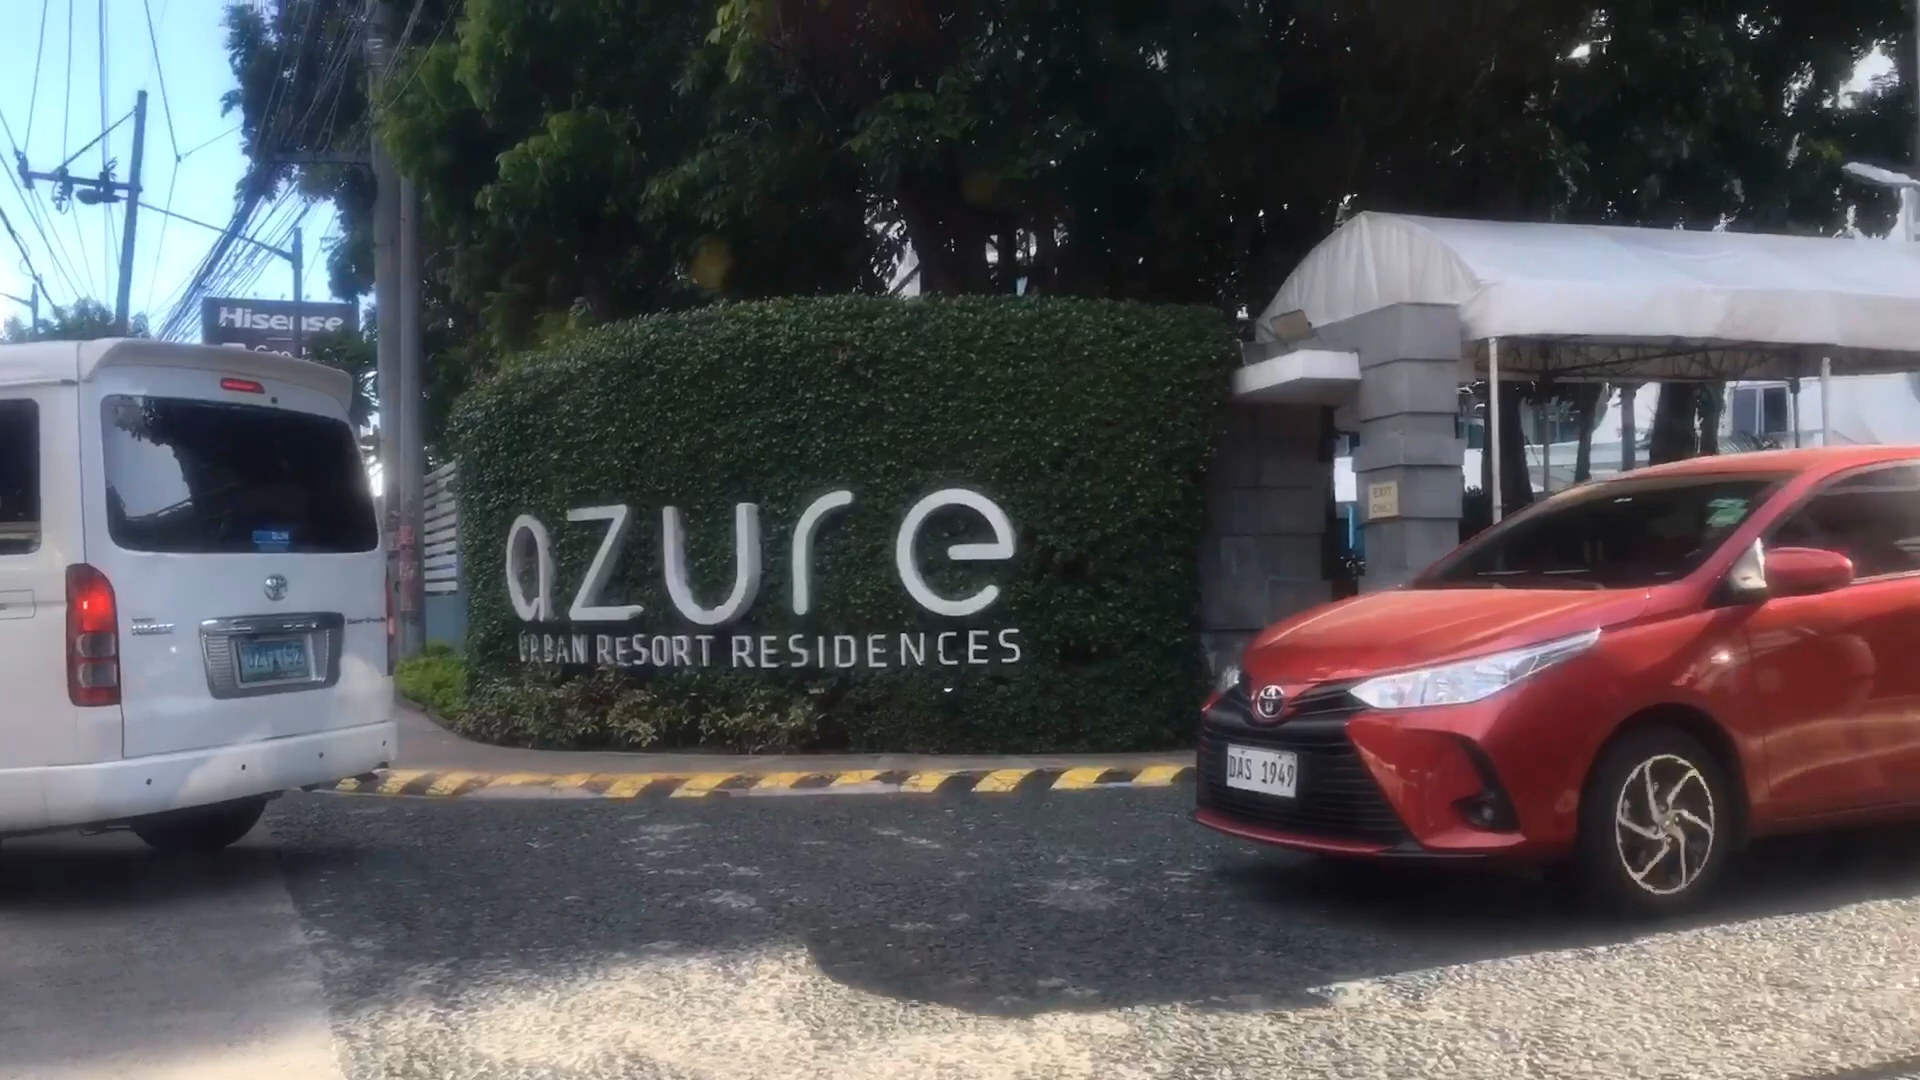 Hisense
azure
URBAN RESORT RESIDENCES
EXIT
ONLY
DAS 1949